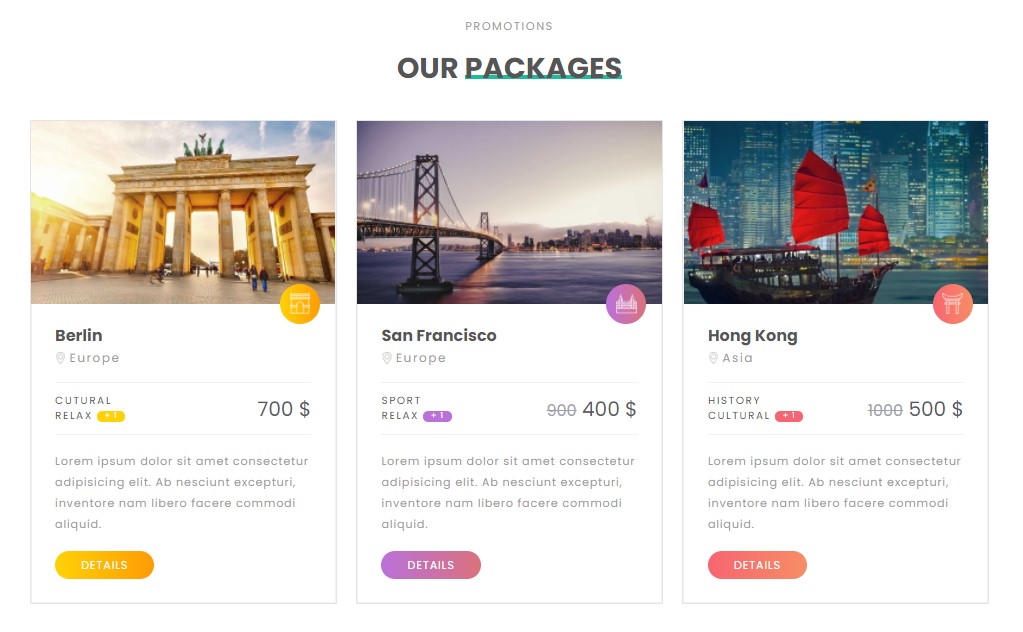 PROMOTIONS
OUR PACKAGES
Berlin
Europe
CUTURAL
RELAX +1
700 $
Lorem ipsum dolor sit amet consectetur
adipisicing elit. Ab nesciunt excepturi,
inventore nam libero facere commodi
aliquid.
DETAILS
San Francisco
Europe
SPORT
RELAX +1
900 400 $
Lorem ipsum dolor sit amet consectetur
adipisicing elit. Ab nesciunt excepturi,
inventore nam libero facere commodi
aliquid.
DETAILS
Hong Kong
Asia
HISTORY
CULTURAL +1
1000 500 $
Lorem ipsum dolor sit amet consectetur
adipisicing elit. Ab nesciunt excepturi,
inventore nam libero facere commodi
aliquid.
DETAILS